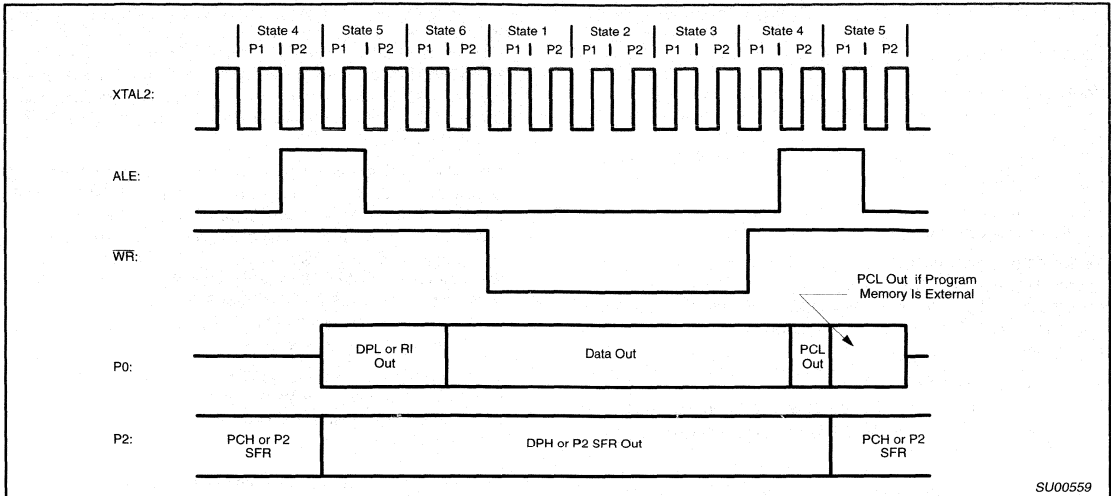 State 4 State 5 State 6 State 1 State 2 State 3 State 4 State 5
P1 P2 P1 P2 P1 P2 P1 P2 P1 P2 P1 P2 P1 P2 P1 P2
XTAL2:
ALE:
WR:
PCL Out if Program
Memory Is External
P0:
DPL or RI
Out
Data Out
PCL
Out
P2:
PCH or P2
SFR
DPH or P2 SFR Out
PCH or P2
SFR
SU00559